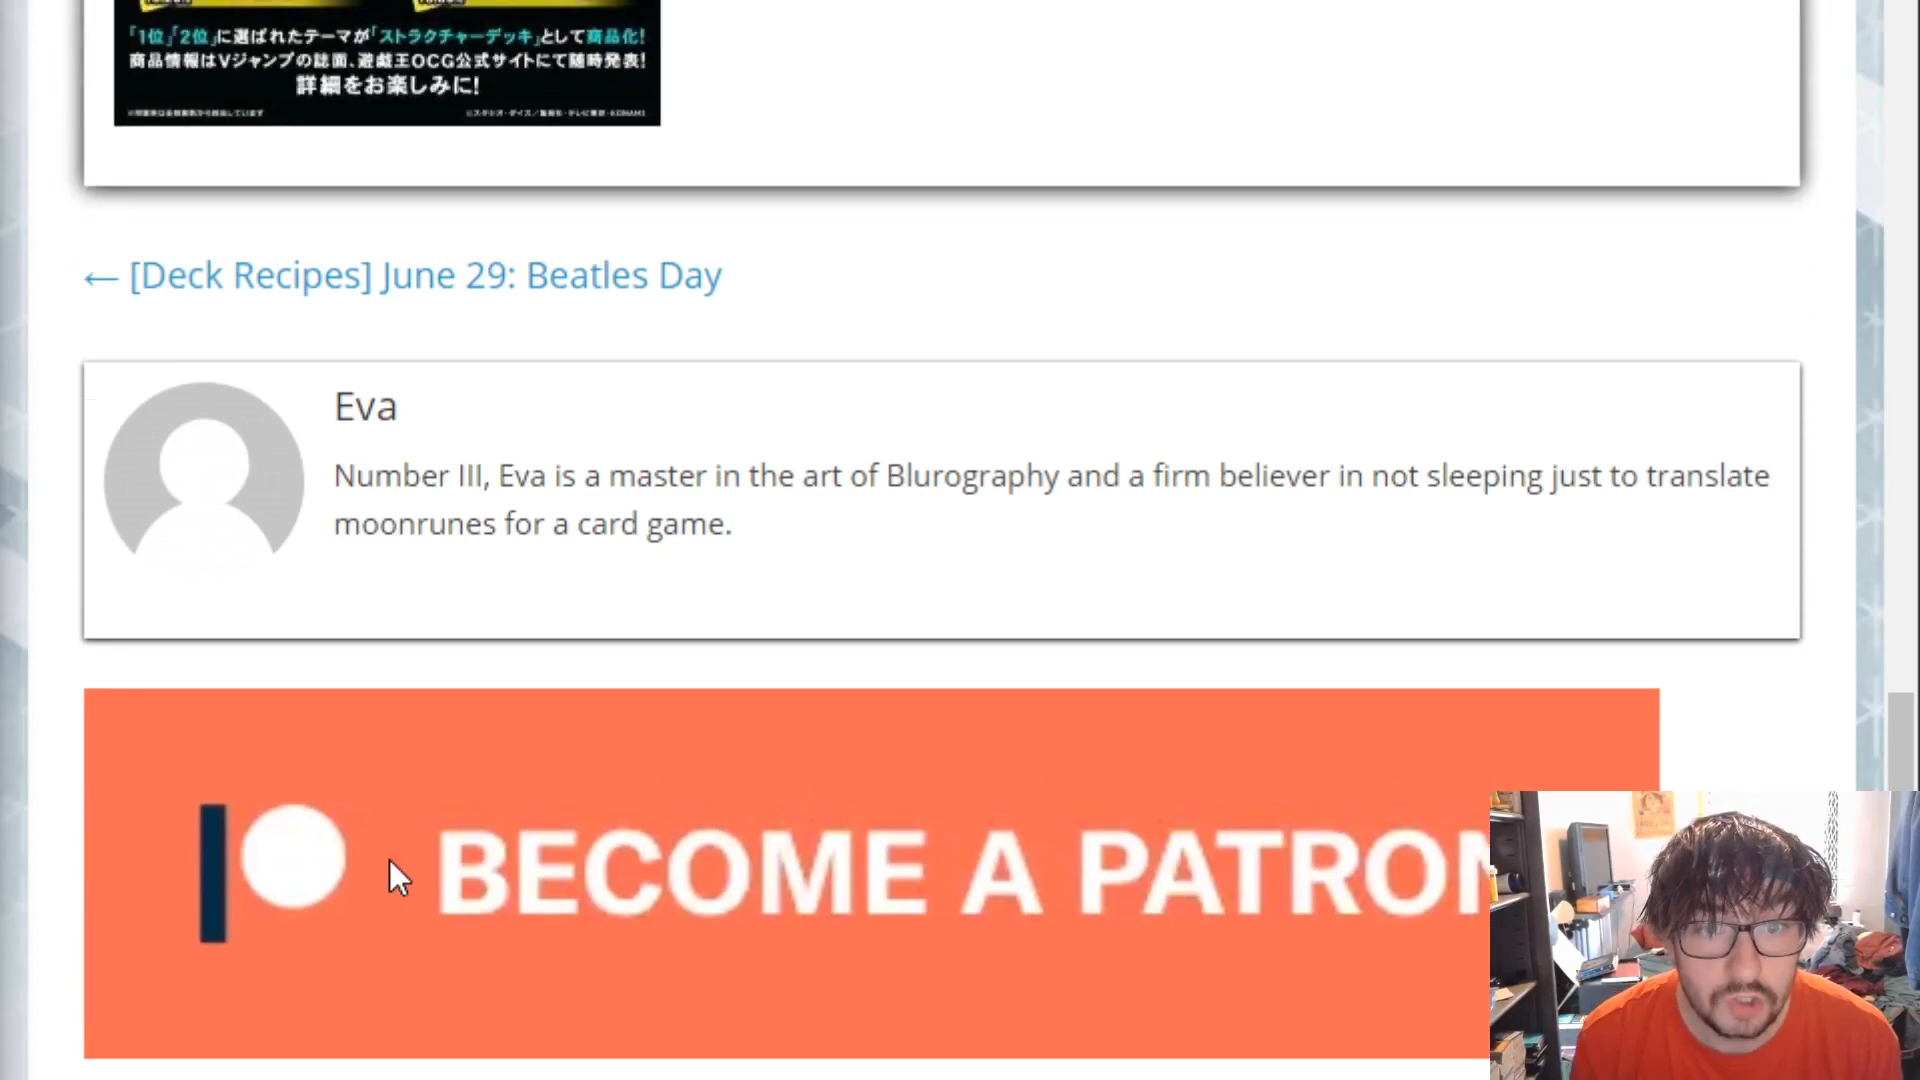 「1位」「2位」に選ばれたテーマが「ストラクチャーデッキ」として商品化!
商品情報はVジャンプの誌面、遊戯王OCG公式サイトにて随時発表!
詳細をお楽しみに!
← [Deck Recipes] June 29: Beatles Day
Eva
Number III, Eva is a master in the art of Blurography and a firm believer in not sleeping just to translate
moonrunes for a card game.
BECOME A PATRON